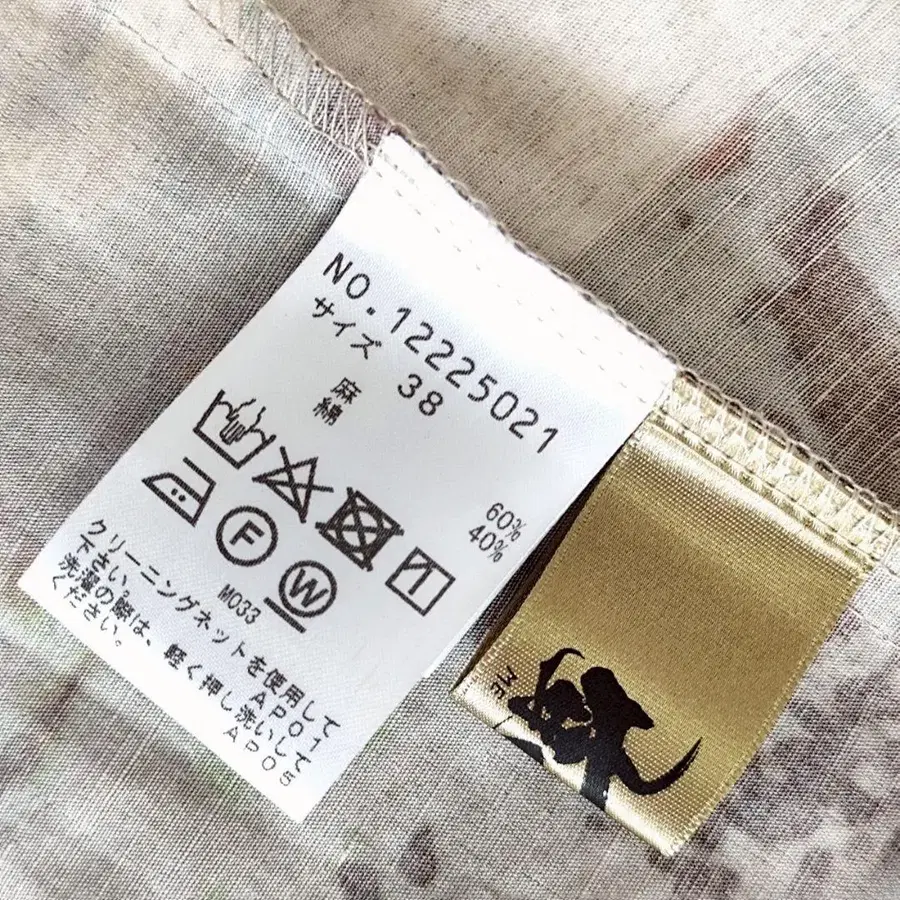 NO.12225021
サイズ 38
麻 60%
綿 40%
F
W
M033
クリーニングネットを使用して
下さい。 AP01
洗濯の際は、軽く押し洗いして
ください。 AP05